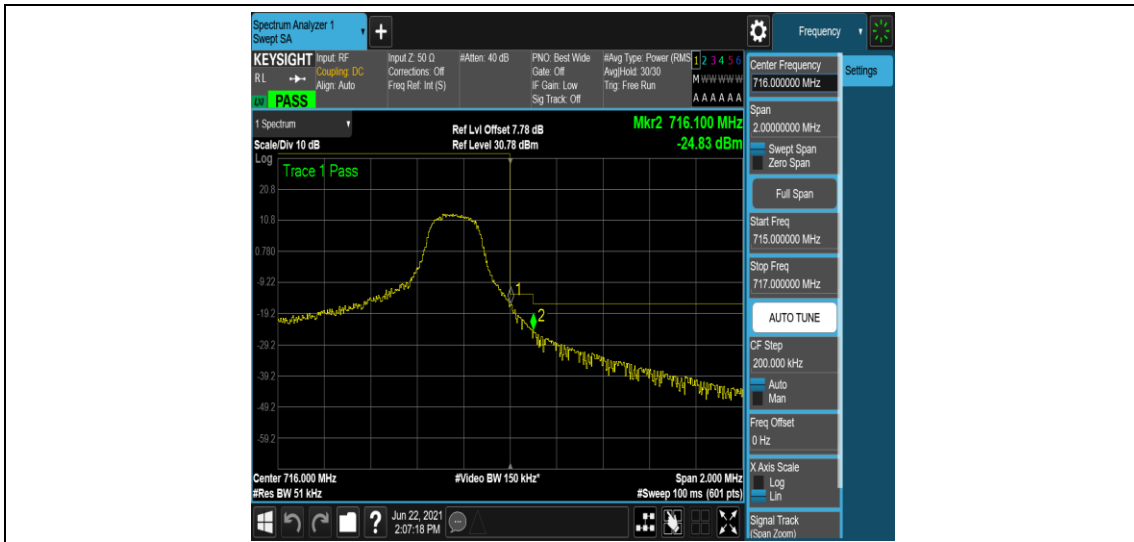 Spectrum Analyzer 1
Swept SA
+
Frequency
KEYSIGHT
RL
LXI
PASS
Input: RF
Coupling: DC
Align: Auto
Input Z: 50 Ω
Corrections: Off
Freq Ref: Int (S)
#Atten: 40 dB
PNO: Best Wide
Gate: Off
IF Gain: Low
Sig Track: Off
#Avg Type: Power (RMS
Avg|Hold: 30/30
Trig: Free Run
1 2 3 4 5 6
M W W W W W
A A A A A A
1 Spectrum
Scale/Div 10 dB
Ref Lvl Offset 7.78 dB
Ref Level 30.78 dBm
Mkr2 716.100 MHz
-24.83 dBm
Log
Trace 1 Pass
20.8
10.8
0.780
-9.22
-19.2
-29.2
-39.2
-49.2
-59.2
1
2
Center 716.000 MHz
#Res BW 51 kHz
#Video BW 150 kHz*
Span 2.000 MHz
#Sweep 100 ms (601 pts)
?
Jun 22, 2021
2:07:18 PM
Center Frequency
716.000000 MHz
Settings
Span
2.00000000 MHz
Swept Span
Zero Span
Full Span
Start Freq
715.000000 MHz
Stop Freq
717.000000 MHz
AUTO TUNE
CF Step
200.000 kHz
Auto
Man
Freq Offset
0 Hz
X Axis Scale
Log
Lin
Signal Track
(Span Zoom)